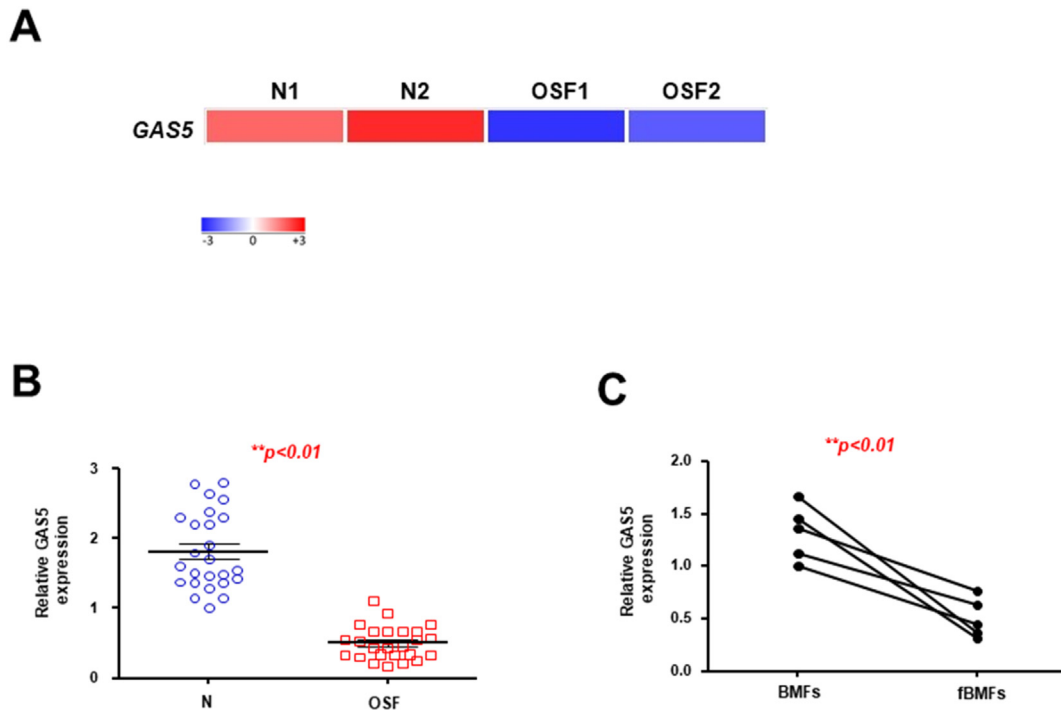 A
N1 N2 OSF1 OSF2
GAS5
-3 0 +3
B
**p<0.01
Relative GAS5
expression
3
2
1
0
N OSF
C
**p<0.01
Relative GAS5
expression
2.0
1.5
1.0
0.5
0.0
BMFs fBMFs